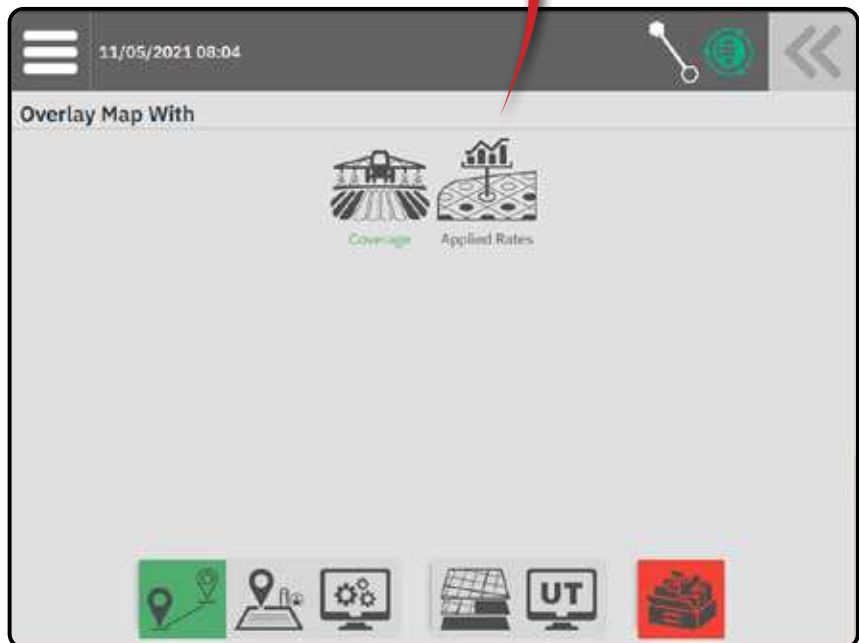 11/05/2021 08:04
Overlay Map With
Coverage
Applied Rates
UT